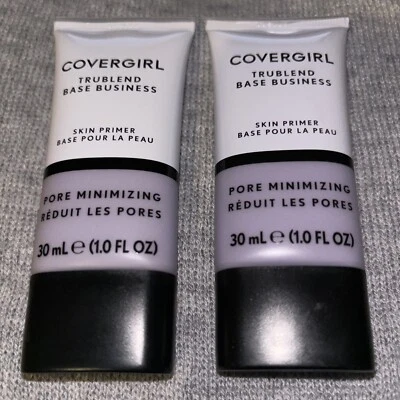 COVERGIRL
TRUBLEND
BASE BUSINESS
SKIN PRIMER
BASE POUR LA PEAU
PORE MINIMIZING
RÉDUIT LES PORES
30 mL ℮ (1.0 FL OZ)
COVERGIRL
TRUBLEND
BASE BUSINESS
SKIN PRIMER
BASE POUR LA PEAU
PORE MINIMIZING
RÉDUIT LES PORES
30 mL ℮ (1.0 FL OZ)